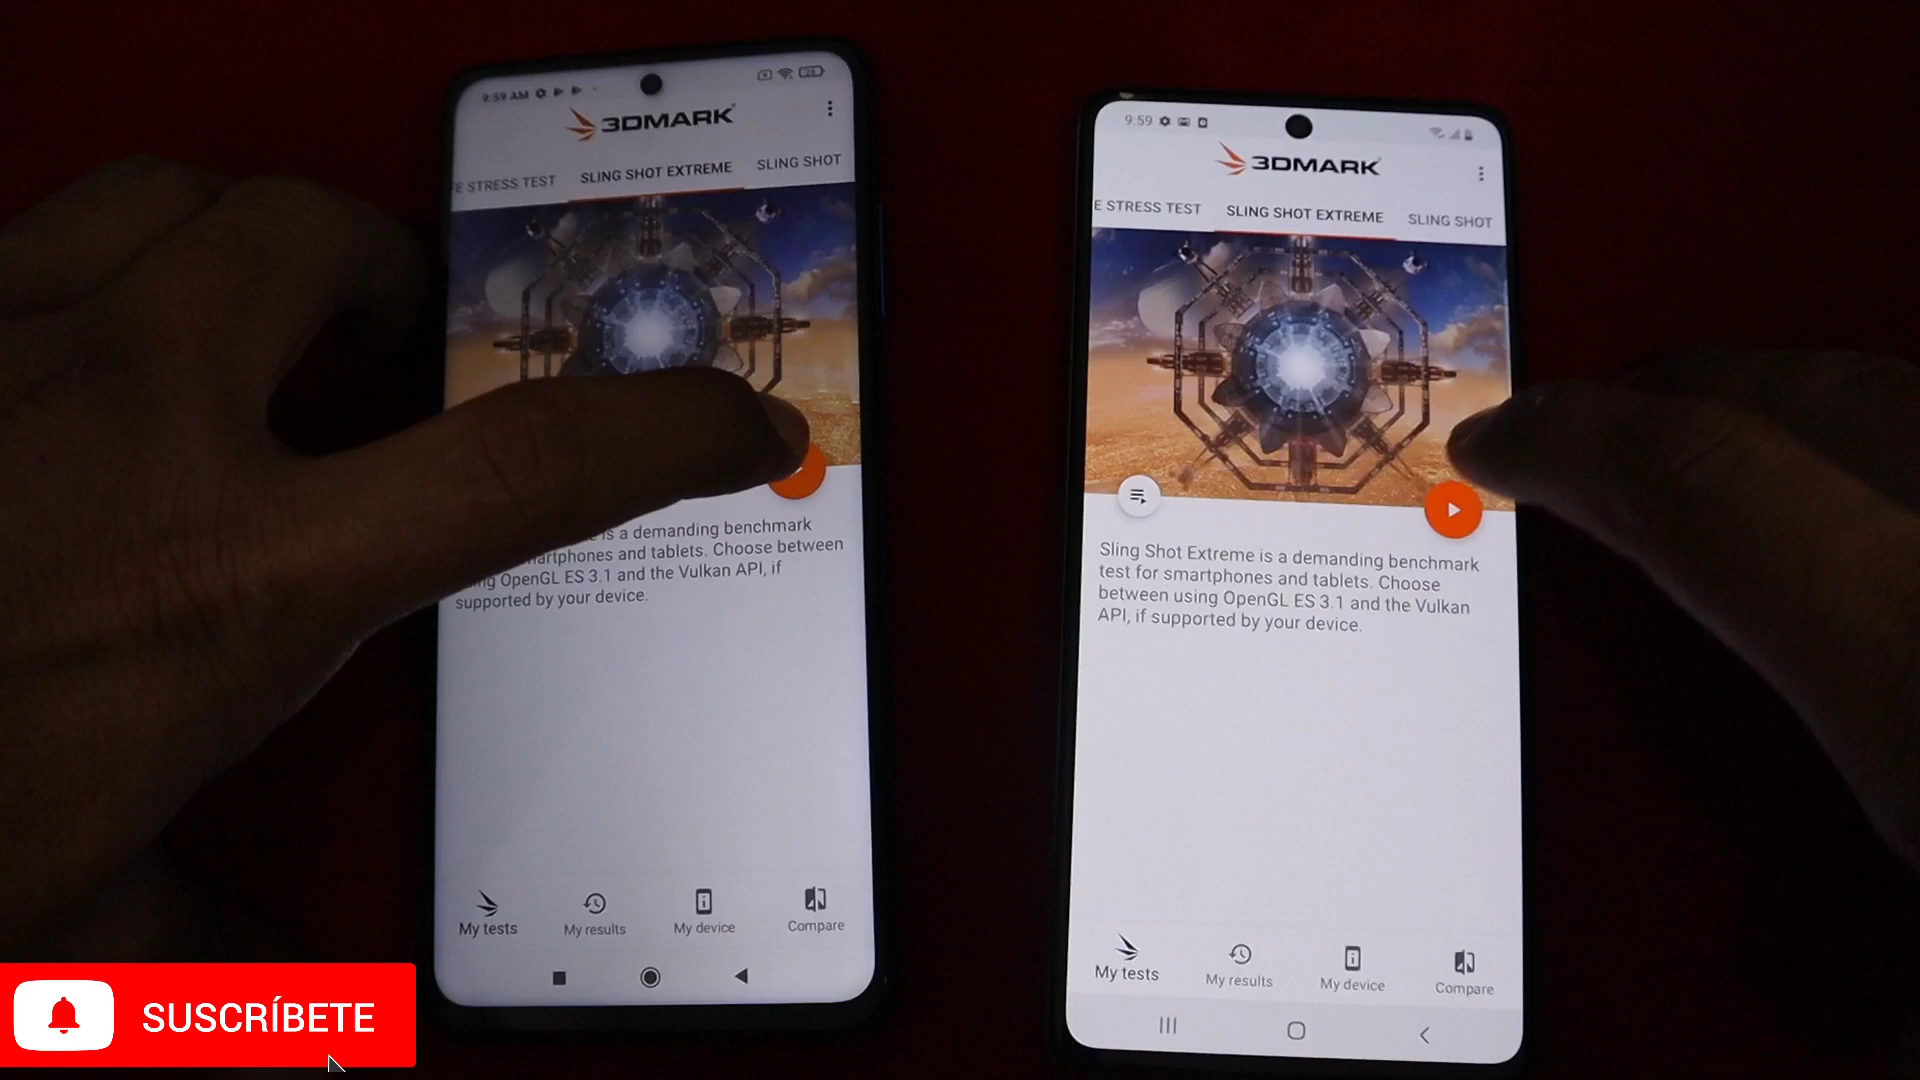 9:59 AM
3DMARK
E STRESS TEST SLING SHOT EXTREME SLING SHOT
is a demanding benchmark
artphones and tablets. Choose between
ng OpenGL ES 3.1 and the Vulkan API, if
supported by your device.
My tests My results My device Compare
9:59
3DMARK
E STRESS TEST SLING SHOT EXTREME SLING SHOT
Sling Shot Extreme is a demanding benchmark
test for smartphones and tablets. Choose
between using OpenGL ES 3.1 and the Vulkan
API, if supported by your device.
My tests My results My device Compare
SUSCRÍBETE